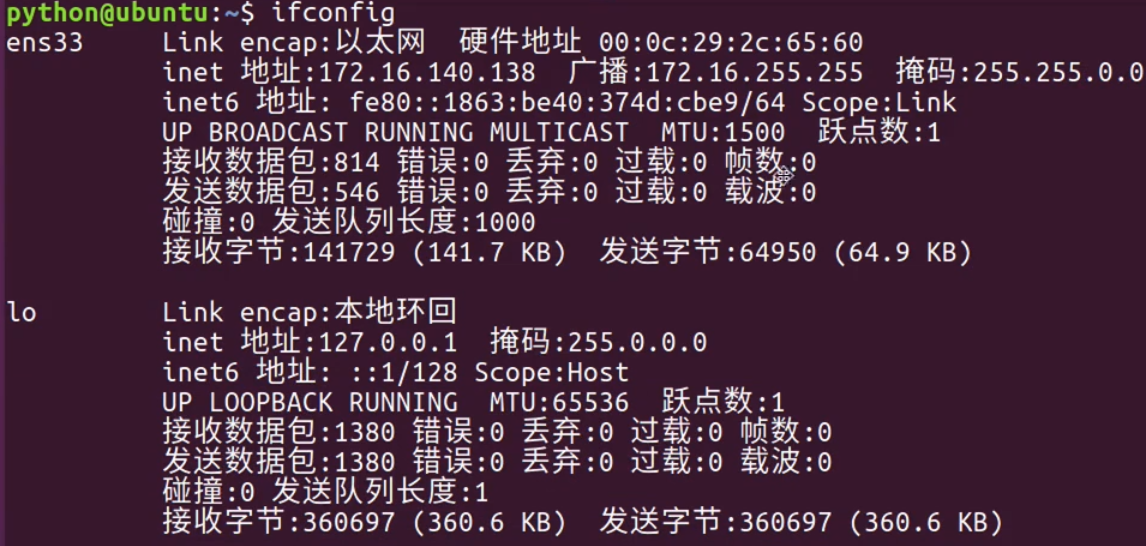 python@ubuntu:~$ ifconfig
ens33     Link encap:以太网  硬件地址 00:0c:29:2c:65:60
          inet 地址:172.16.140.138  广播:172.16.255.255  掩码:255.255.0.0
          inet6 地址: fe80::1863:be40:374d:cbe9/64 Scope:Link
          UP BROADCAST RUNNING MULTICAST  MTU:1500  跃点数:1
          接收数据包:814 错误:0 丢弃:0 过载:0 帧数:0
          发送数据包:546 错误:0 丢弃:0 过载:0 载波:0
          碰撞:0 发送队列长度:1000
          接收字节:141729 (141.7 KB)  发送字节:64950 (64.9 KB)

lo        Link encap:本地环回
          inet 地址:127.0.0.1  掩码:255.0.0.0
          inet6 地址: ::1/128 Scope:Host
          UP LOOPBACK RUNNING  MTU:65536  跃点数:1
          接收数据包:1380 错误:0 丢弃:0 过载:0 帧数:0
          发送数据包:1380 错误:0 丢弃:0 过载:0 载波:0
          碰撞:0 发送队列长度:1
          接收字节:360697 (360.6 KB)  发送字节:360697 (360.6 KB)